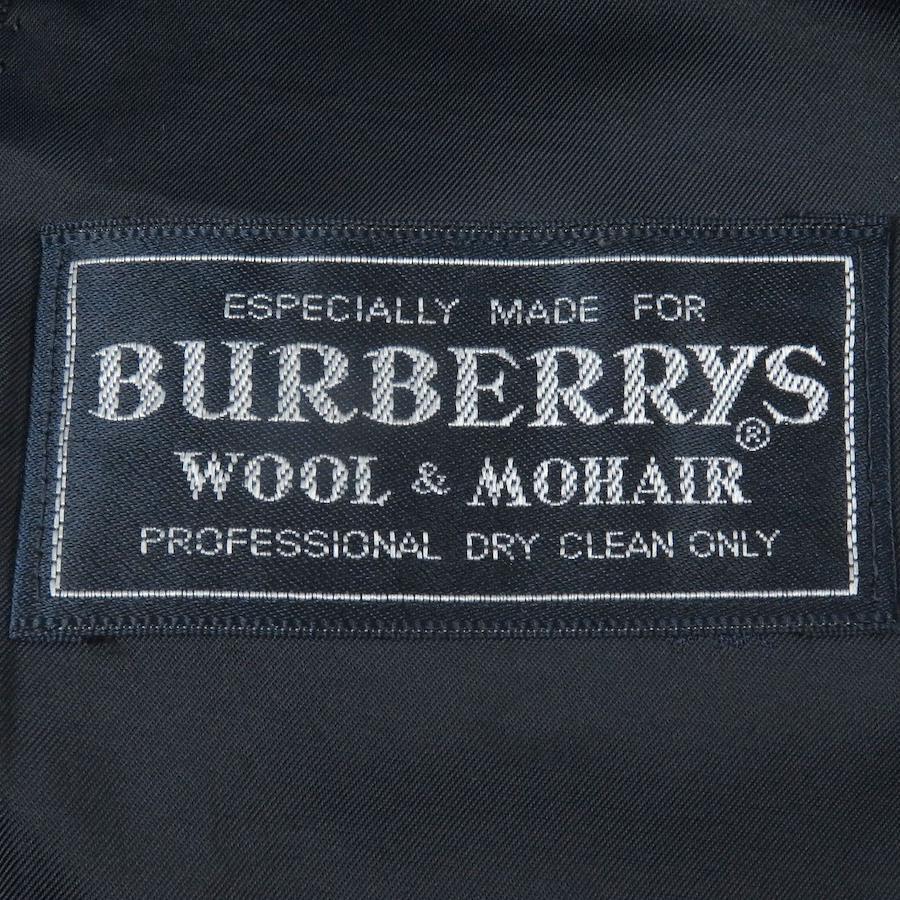 ESPECIALLY MADE FOR
BURBERRYS®
WOOL & MOHAIR
PROFESSIONAL DRY CLEAN ONLY